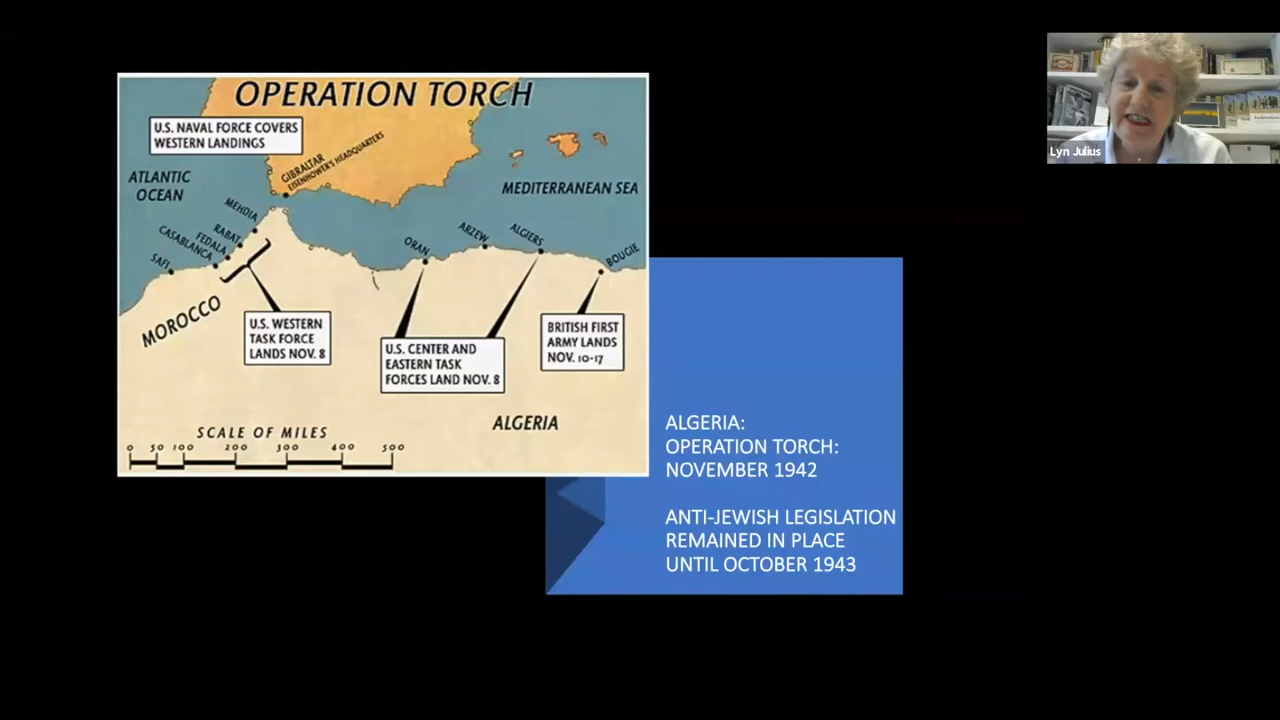 OPERATION TORCH
U.S. NAVAL FORCE COVERS
WESTERN LANDINGS
ATLANTIC
OCEAN
GIBRALTAR
EISENHOWER'S HEADQUARTERS
MEDITERRANEAN SEA
MEHDIA
RABAT
FEDALA
CASABLANCA
SAFI
ORAN
ARZEW
ALGIERS
BOUGIE
MOROCCO
U.S. WESTERN
TASK FORCE
LANDS NOV. 8
U.S. CENTER AND
EASTERN TASK
FORCES LAND NOV. 8
BRITISH FIRST
ARMY LANDS
NOV. 10-17
ALGERIA
SCALE OF MILES
0 50 100 200 300 400 500
ALGERIA:
OPERATION TORCH:
NOVEMBER 1942
ANTI-JEWISH LEGISLATION
REMAINED IN PLACE
UNTIL OCTOBER 1943
Lyn Julius